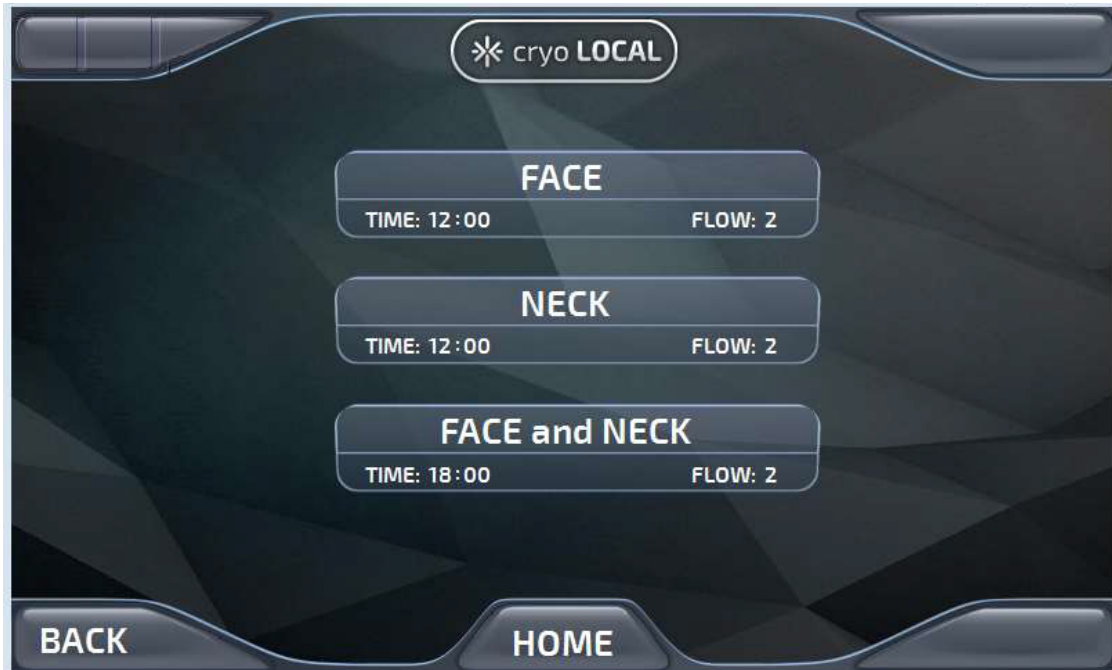 cryo LOCAL
FACE
TIME: 12:00 FLOW: 2
NECK
TIME: 12:00 FLOW: 2
FACE and NECK
TIME: 18:00 FLOW: 2
BACK HOME